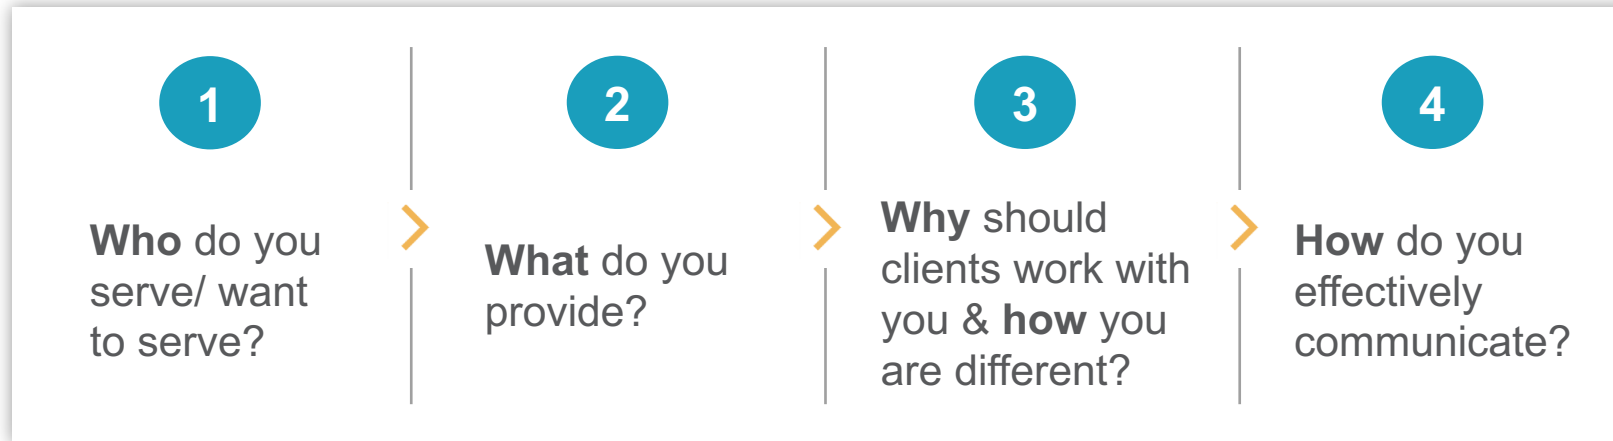 1
Who do you
serve/ want
to serve?
2
What do you
provide?
3
Why should
clients work with
you & how you
are different?
4
How do you
effectively
communicate?